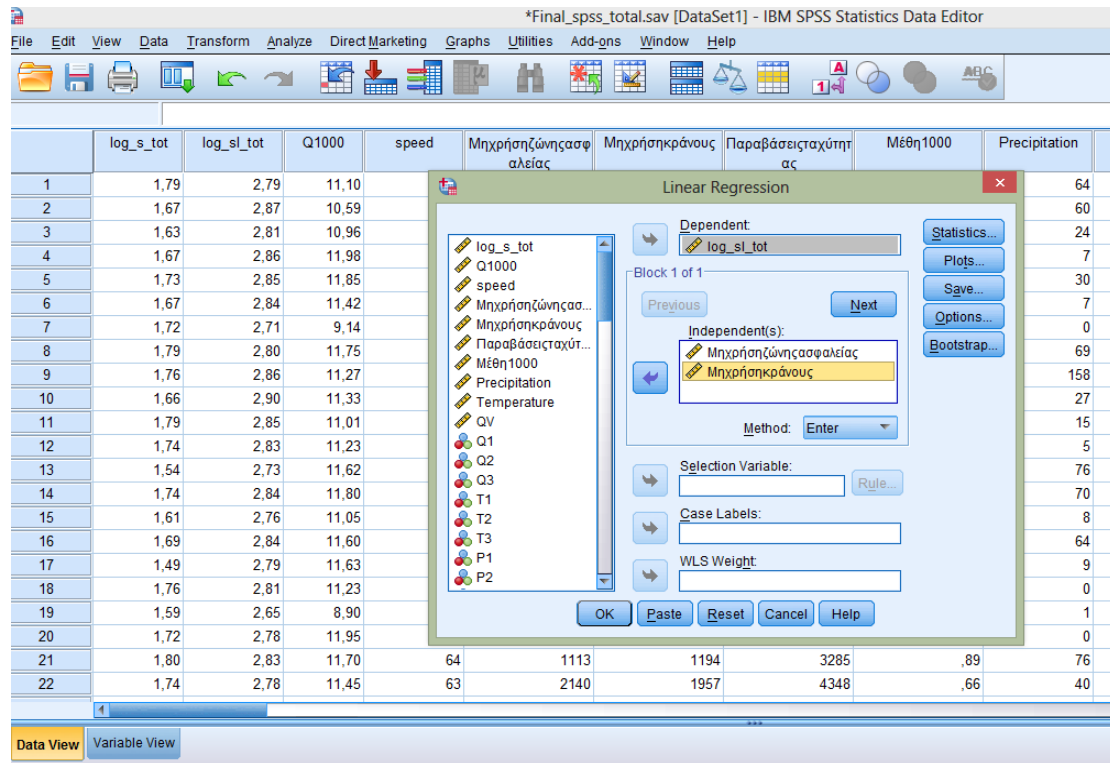 *Final_spss_total.sav [DataSet1] - IBM SPSS Statistics Data Editor
File Edit View Data Transform Analyze Direct Marketing Graphs Utilities Add-ons Window Help
log_s_tot log_sl_tot Q1000 speed Μηχρήσηζώνηςασφ Μηχρήσηκράνους Παραβάσειςταχύτητ Μέθη1000 Precipitation
αλείας ας
1 1,79 2,79 11,10 64
2 1,67 2,87 10,59 60
3 1,63 2,81 10,96 24
4 1,67 2,86 11,98 7
5 1,73 2,85 11,85 30
6 1,67 2,84 11,42 7
7 1,72 2,71 9,14 0
8 1,79 2,80 11,75 69
9 1,76 2,86 11,27 158
10 1,66 2,90 11,33 27
11 1,79 2,85 11,01 15
12 1,74 2,83 11,23 5
13 1,54 2,73 11,62 76
14 1,74 2,84 11,80 70
15 1,61 2,76 11,05 8
16 1,69 2,84 11,60 64
17 1,49 2,79 11,63 9
18 1,76 2,81 11,23 0
19 1,59 2,65 8,90 1
20 1,72 2,78 11,95 0
21 1,80 2,83 11,70 64 1113 1194 3285 ,89 76
22 1,74 2,78 11,45 63 2140 1957 4348 ,66 40
Linear Regression
log_s_tot
Q1000
speed
Μηχρήσηζώνηςασ...
Μηχρήσηκράνους
Παραβάσειςταχύτ...
Μέθη1000
Precipitation
Temperature
QV
Q1
Q2
Q3
T1
T2
T3
P1
P2
Dependent:
log_sl_tot
Block 1 of 1
Previous Next
Independent(s):
Μηχρήσηζώνηςασφαλείας
Μηχρήσηκράνους
Method: Enter
Selection Variable:
Rule...
Case Labels:
WLS Weight:
Statistics...
Plots...
Save...
Options...
Bootstrap...
OK Paste Reset Cancel Help
Data View Variable View